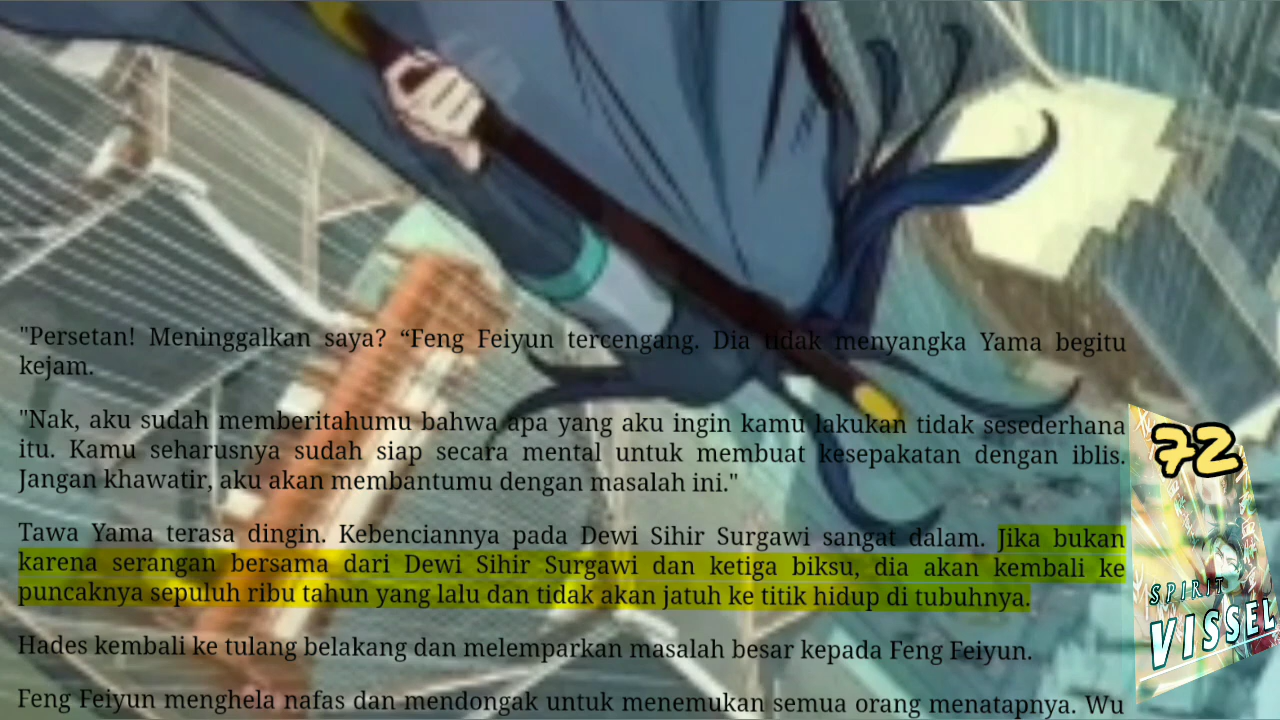 "Persetan! Meninggalkan saya? “Feng Feiyun tercengang. Dia tidak menyangka Yama begitu
kejam.
"Nak, aku sudah memberitahumu bahwa apa yang aku ingin kamu lakukan tidak sesederhana
itu. Kamu seharusnya sudah siap secara mental untuk membuat kesepakatan dengan iblis.
Jangan khawatir, aku akan membantumu dengan masalah ini."
Tawa Yama terasa dingin. Kebenciannya pada Dewi Sihir Surgawi sangat dalam. Jika bukan
karena serangan bersama dari Dewi Sihir Surgawi dan ketiga biksu, dia akan kembali ke
puncaknya sepuluh ribu tahun yang lalu dan tidak akan jatuh ke titik hidup di tubuhnya.
Hades kembali ke tulang belakang dan melemparkan masalah besar kepada Feng Feiyun.
Feng Feiyun menghela nafas dan mendongak untuk menemukan semua orang menatapnya. Wu
72
SPIRIT
VISSEL